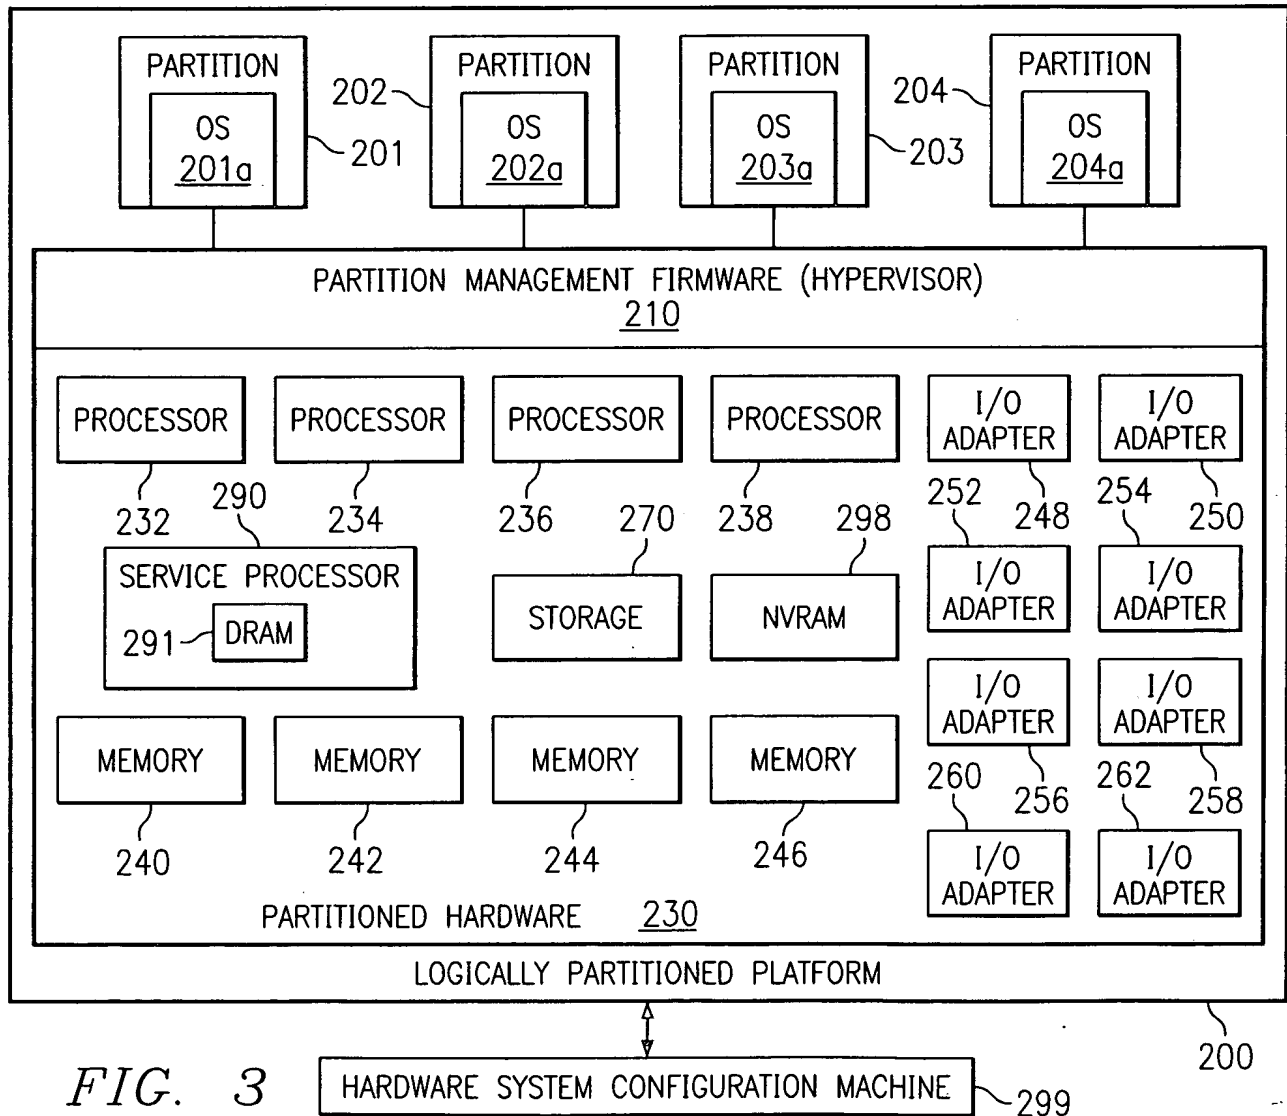 PARTITION PARTITION PARTITION PARTITION
202 204
OS OS OS OS
201a 202a 203a 204a
201 203
PARTITION MANAGEMENT FIRMWARE (HYPERVISOR)
210
PROCESSOR PROCESSOR PROCESSOR PROCESSOR
I/O ADAPTER
I/O ADAPTER
232 290 234 236 270 238 298 252 248 254 250
SERVICE PROCESSOR
291 DRAM
STORAGE NVRAM
I/O ADAPTER
I/O ADAPTER
I/O ADAPTER
I/O ADAPTER
MEMORY MEMORY MEMORY MEMORY
260 256 262 258
240 242 244 246
I/O ADAPTER
I/O ADAPTER
PARTITIONED HARDWARE 230
LOGICALLY PARTITIONED PLATFORM
200
FIG. 3
HARDWARE SYSTEM CONFIGURATION MACHINE
299